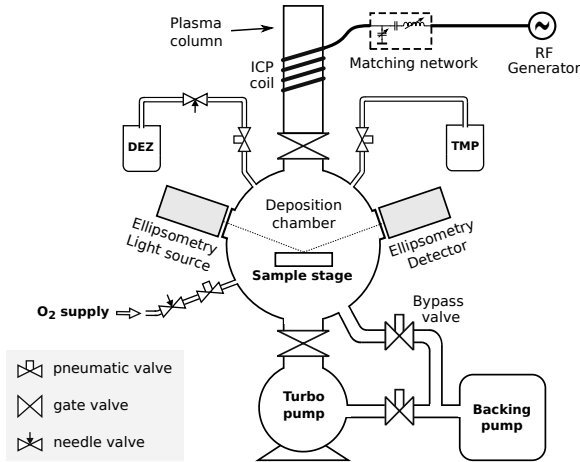 Plasma
column
ICP
coil
Matching network
RF
Generator
DEZ
TMP
Deposition
chamber
Ellipsometry
Light source
Ellipsometry
Detector
Sample stage
O2 supply
Bypass
valve
pneumatic valve
gate valve
needle valve
Turbo
pump
Backing
pump